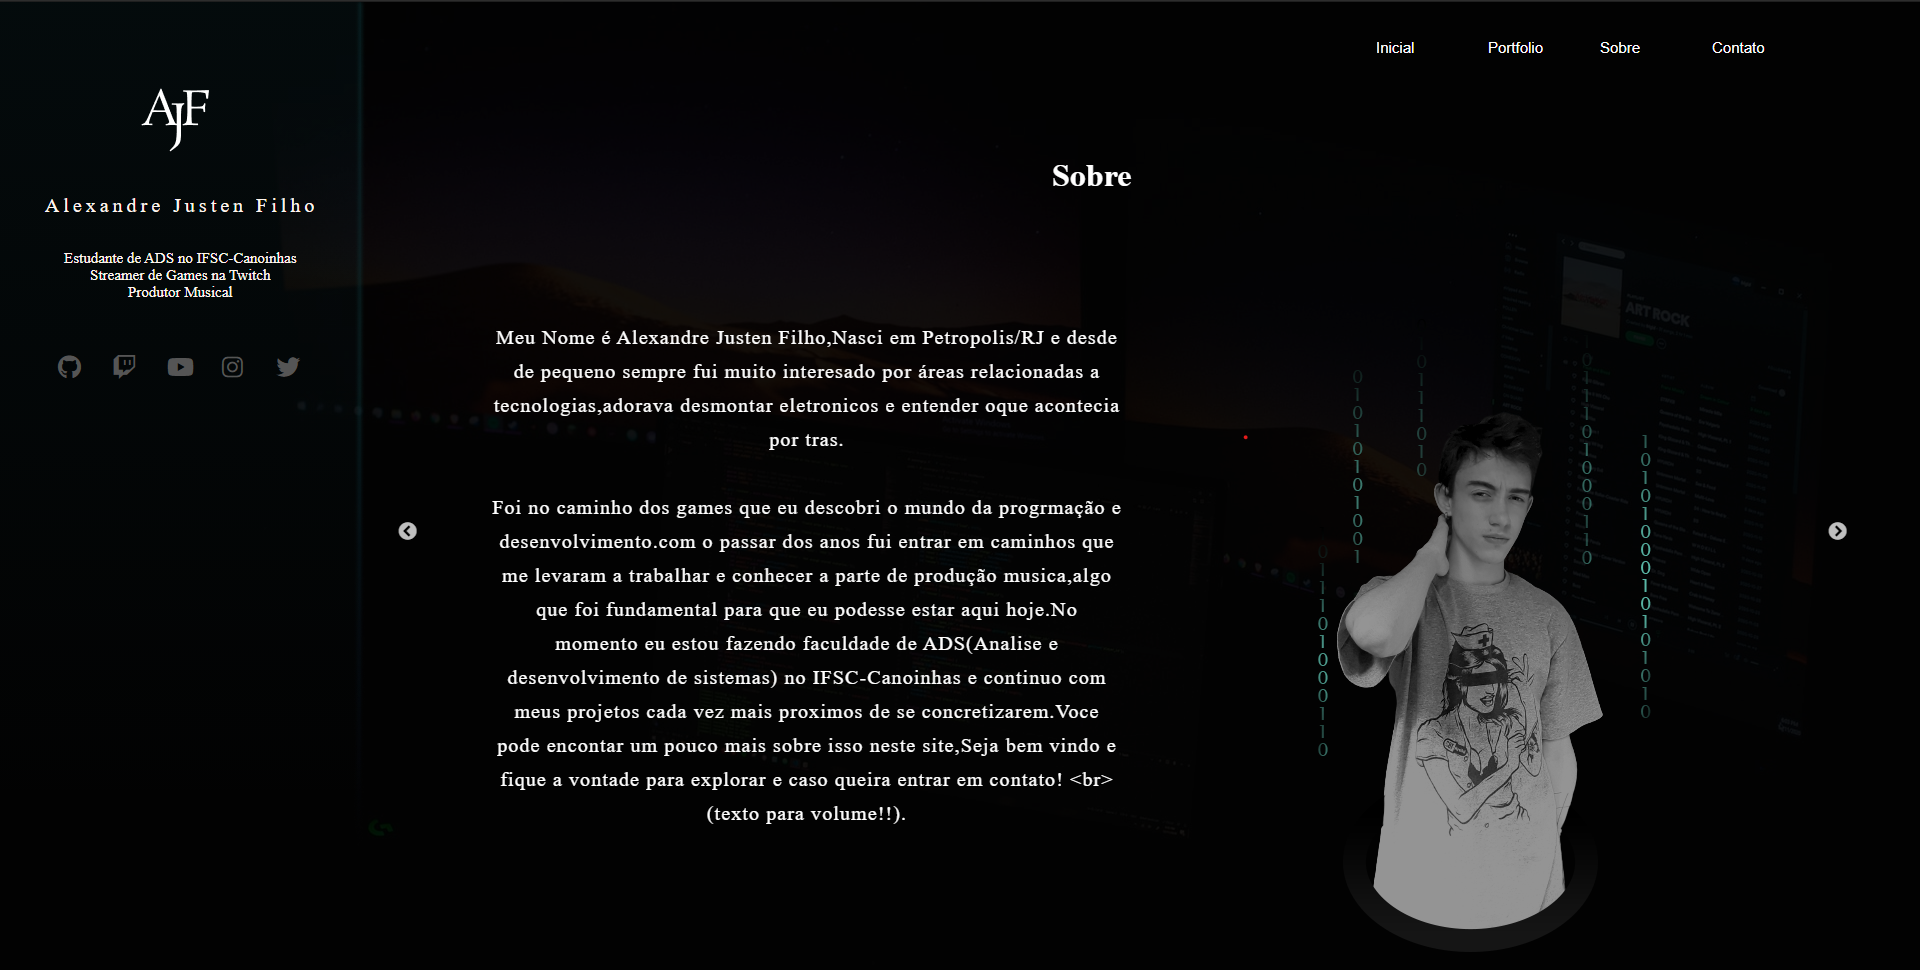 Inicial Portfolio Sobre Contato
AJF
Alexandre Justen Filho
Estudante de ADS no IFSC-Canoinhas
Streamer de Games na Twitch
Produtor Musical
Sobre
Meu Nome é Alexandre Justen Filho,Nasci em Petropolis/RJ e desde
de pequeno sempre fui muito interesado por áreas relacionadas a
tecnologias,adorava desmontar eletronicos e entender oque acontecia
por tras.
Foi no caminho dos games que eu descobri o mundo da progrmação e
desenvolvimento.com o passar dos anos fui entrar em caminhos que
me levaram a trabalhar e conhecer a parte de produção musica,algo
que foi fundamental para que eu podesse estar aqui hoje.No
momento eu estou fazendo faculdade de ADS(Analise e
desenvolvimento de sistemas) no IFSC-Canoinhas e continuo com
meus projetos cada vez mais proximos de se concretizarem.Voce
pode encontar um pouco mais sobre isso neste site,Seja bem vindo e
fique a vontade para explorar e caso queira entrar em contato! <br>
(texto para volume!!).
ART ROCK